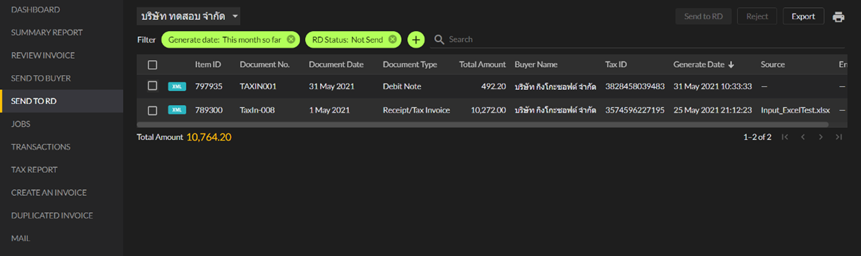 DASHBOARD
SUMMARY REPORT
REVIEW INVOICE
SEND TO BUYER
SEND TO RD
JOBS
TRANSACTIONS
TAX REPORT
CREATE AN INVOICE
DUPLICATED INVOICE
MAIL
บริษัท ทดสอบ จำกัด
Send to RD Reject Export
Filter Generate date: This month so far RD Status: Not Send Search
Item ID Document No. Document Date Document Type Total Amount Buyer Name Tax ID Generate Date Source
XML 797935 TAXIN001 31 May 2021 Debit Note 492.20 บริษัท กิงโกะซอฟต์ จำกัด 3828458039483 31 May 2021 10:33:33 — —
XML 789300 TaxIn-008 1 May 2021 Receipt/Tax Invoice 10,272.00 บริษัท กิงโกะซอฟต์ จำกัด 3574596227195 25 May 2021 21:12:23 Input_ExcelTest.xlsx —
Total Amount 10,764.20
1–2 of 2